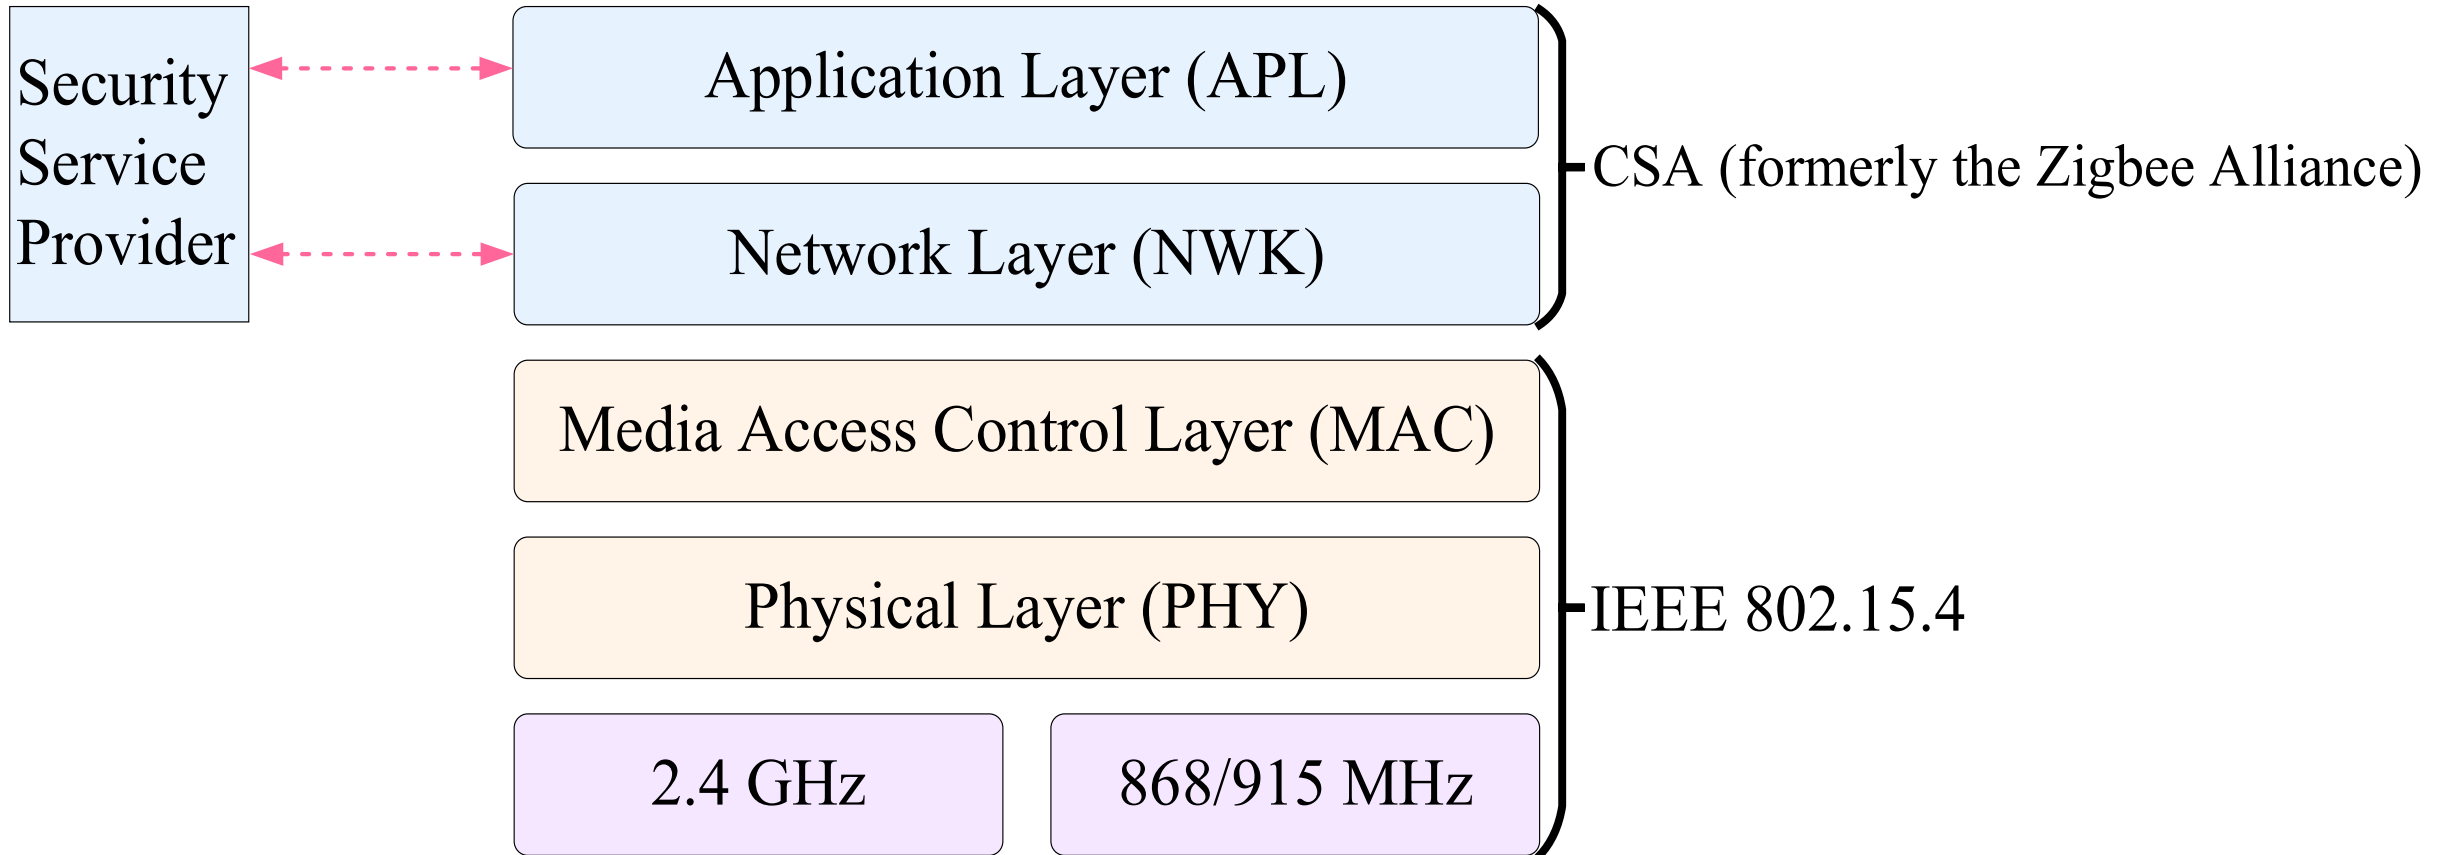 Security
Service
Provider
Application Layer (APL)
Network Layer (NWK)
CSA (formerly the Zigbee Alliance)
Media Access Control Layer (MAC)
Physical Layer (PHY)
IEEE 802.15.4
2.4 GHz
868/915 MHz